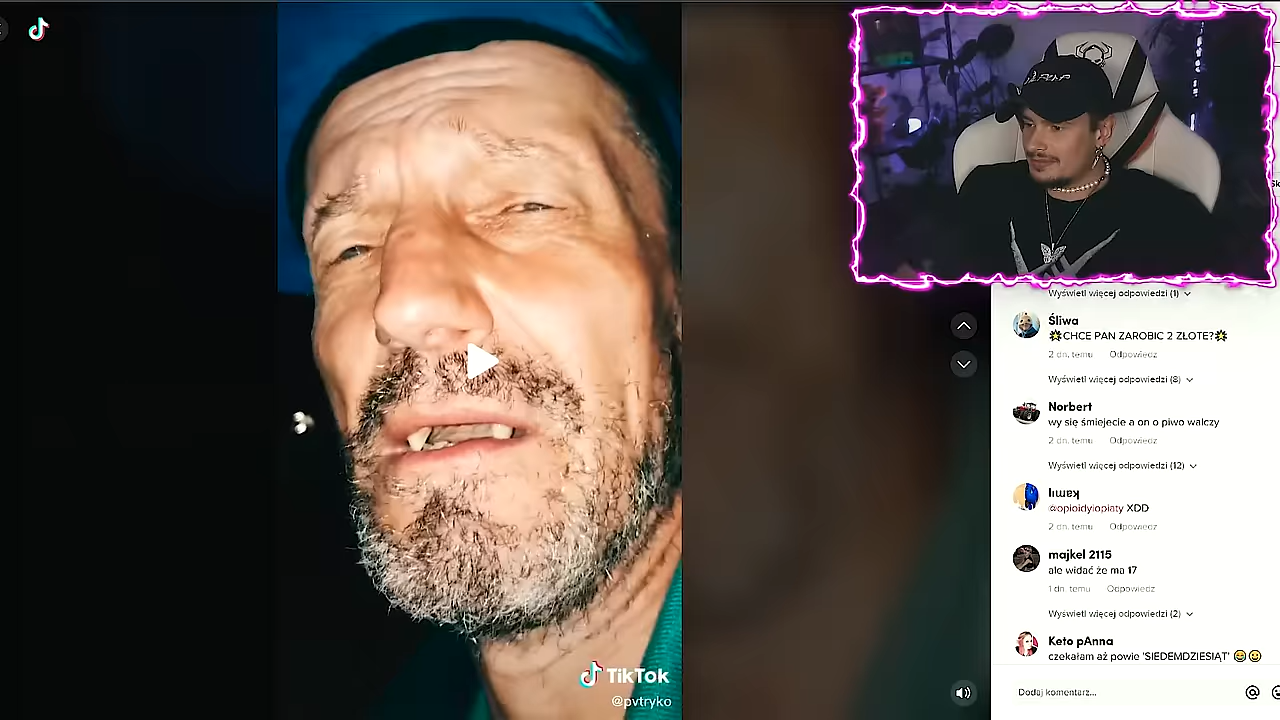 TikTok
@pvtryko
Wyświetl więcej odpowiedzi (1)
Śliwa
🌟CHCE PAN ZAROBIC 2 ZŁOTE?🌟
2 dn. temu Odpowiedz
Wyświetl więcej odpowiedzi (8)
Norbert
wy się śmiejecie a on o piwo walczy
2 dn. temu Odpowiedz
Wyświetl więcej odpowiedzi (12)
@opioidyiopiaty XDD
2 dn. temu Odpowiedz
majkel 2115
ale widać że ma 17
1 dn. temu Odpowiedz
Wyświetl więcej odpowiedzi (2)
Keto pAnna
czekałam aż powie 'SIEDEMDZIESIĄT' 😂😀
Dodaj komentarz...